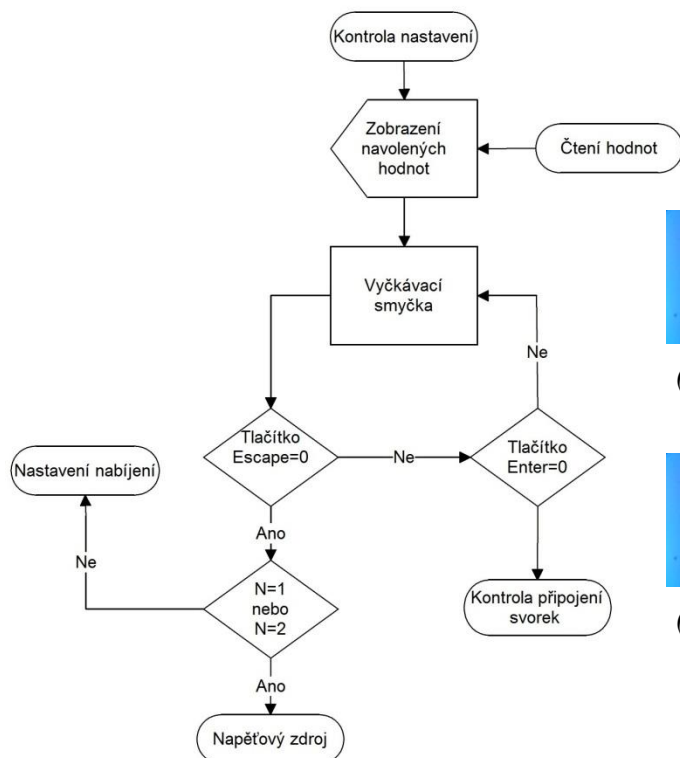 Kontrola nastavení
Zobrazení
navolených
hodnot
Čtení hodnot
Vyčkávací
smyčka
Ne
Tlačítko
Escape=0
Ne
Tlačítko
Enter=0
Nastavení nabíjení
Ano
Ne
N=1
nebo
N=2
Kontrola připojení
svorek
Ano
Napěťový zdroj